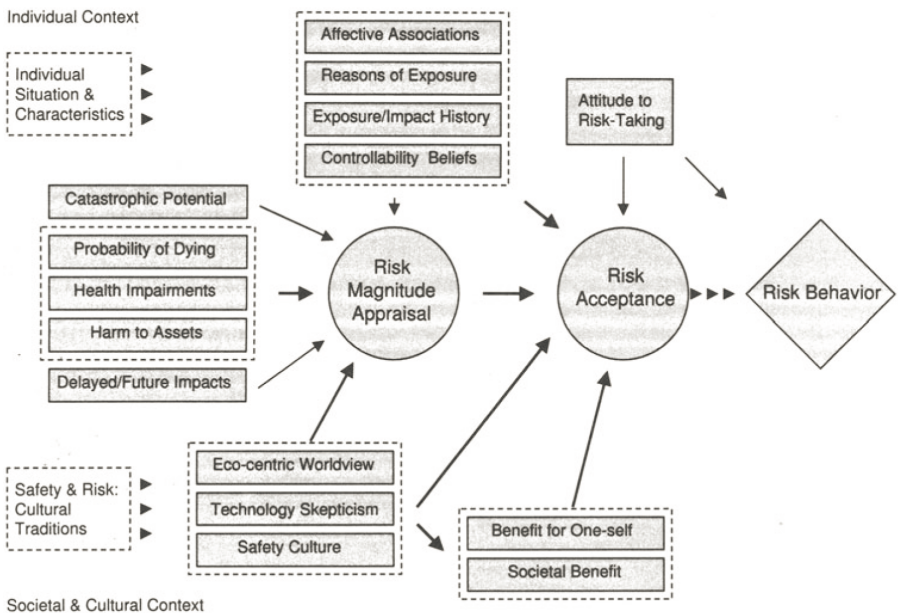 Individual Context
Individual
Situation &
Characteristics
Affective Associations
Reasons of Exposure
Exposure/Impact History
Controllability Beliefs
Attitude to
Risk-Taking
Catastrophic Potential
Probability of Dying
Health Impairments
Harm to Assets
Delayed/Future Impacts
Risk
Magnitude
Appraisal
Risk
Acceptance
Risk Behavior
Safety & Risk:
Cultural
Traditions
Eco-centric Worldview
Technology Skepticism
Safety Culture
Benefit for One-self
Societal Benefit
Societal & Cultural Context